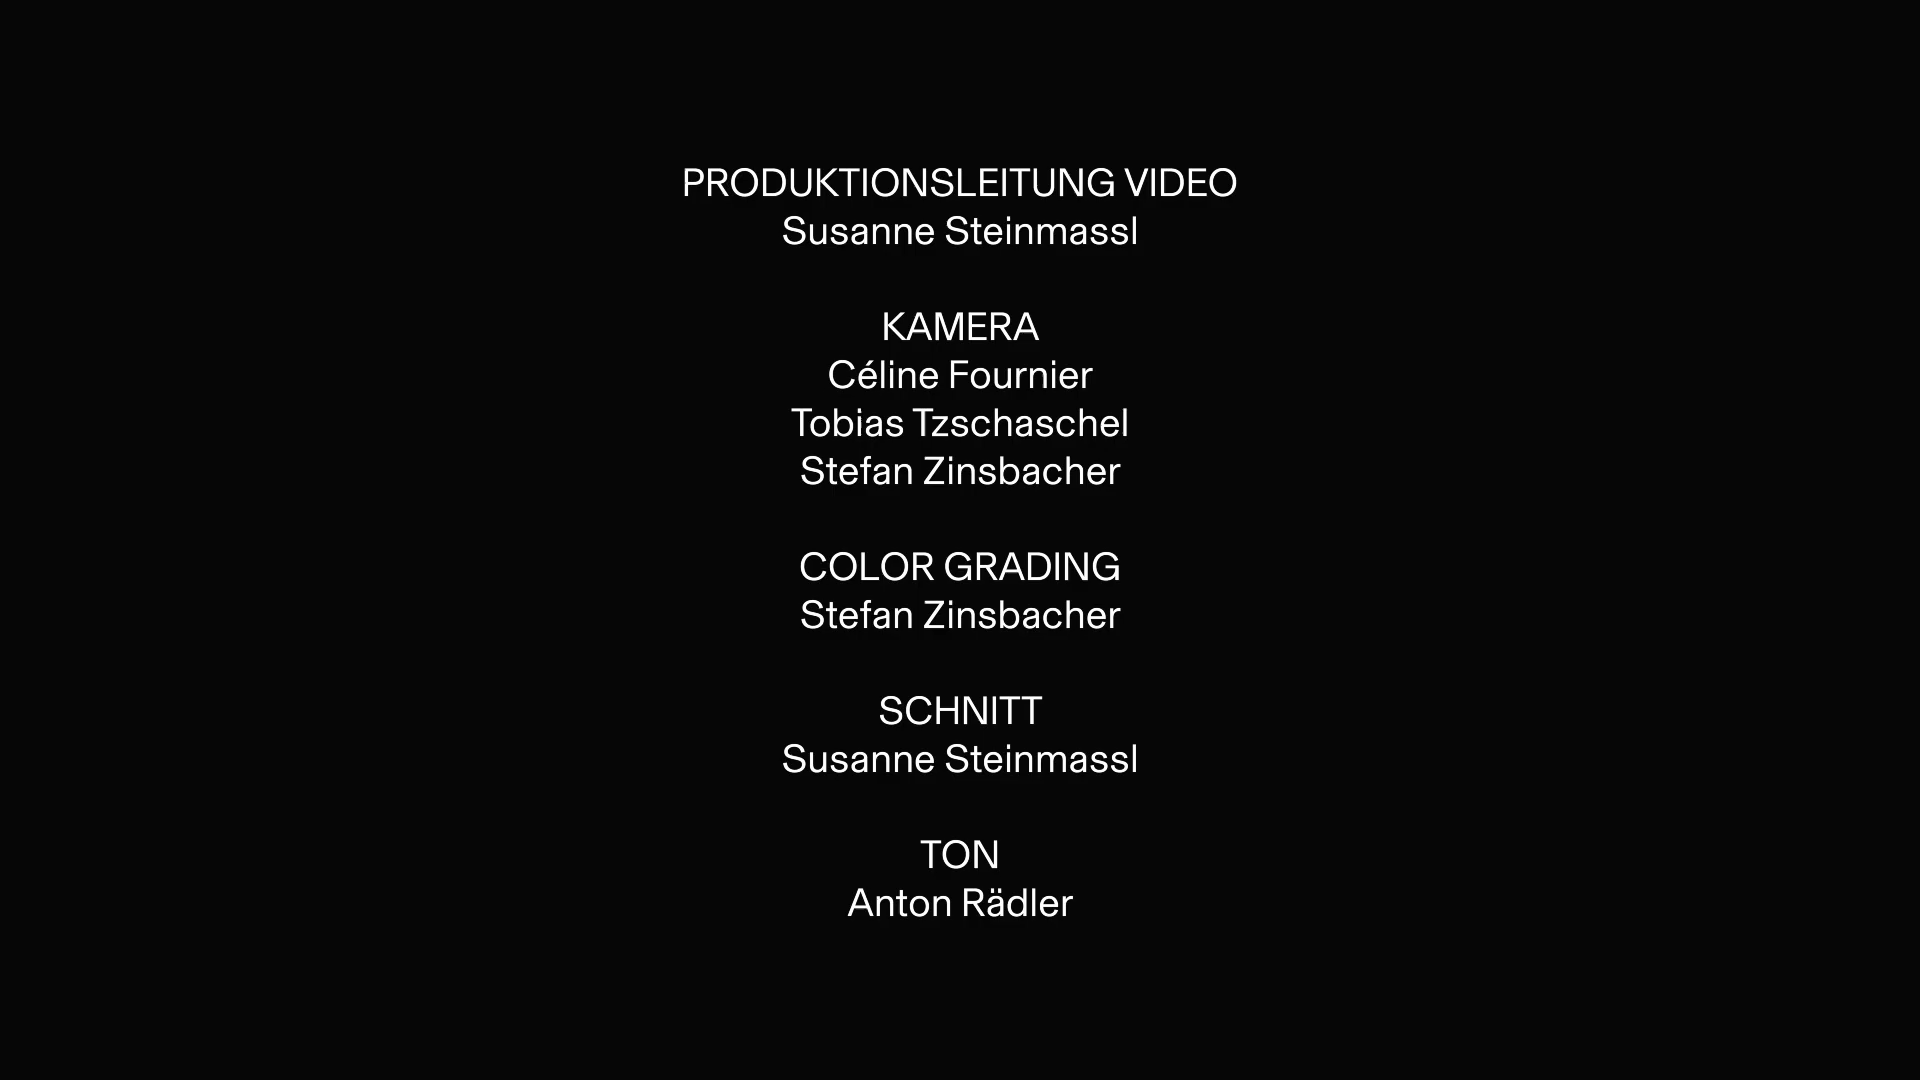 PRODUKTIONSLEITUNG VIDEO
Susanne Steinmassl
KAMERA
Céline Fournier
Tobias Tzschaschel
Stefan Zinsbacher
COLOR GRADING
Stefan Zinsbacher
SCHNITT
Susanne Steinmassl
TON
Anton Rädler